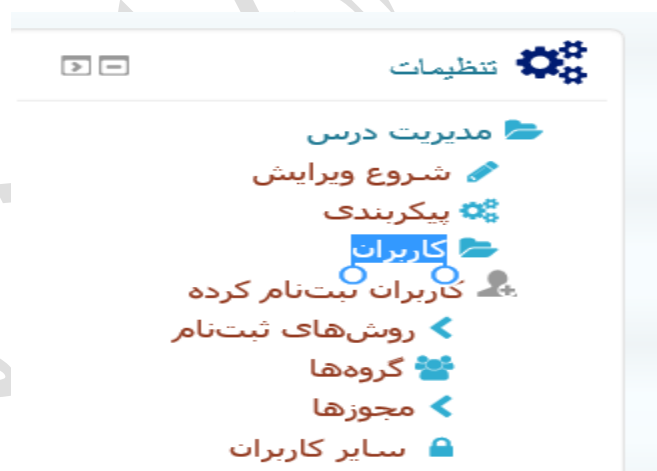 تنظیمات
مدیریت درس
شروع ویرایش
پیکربندی
کاربران
کاربران ثبت‌نام کرده
روش‌های ثبت‌نام
گروه‌ها
مجوزها
سایر کاربران